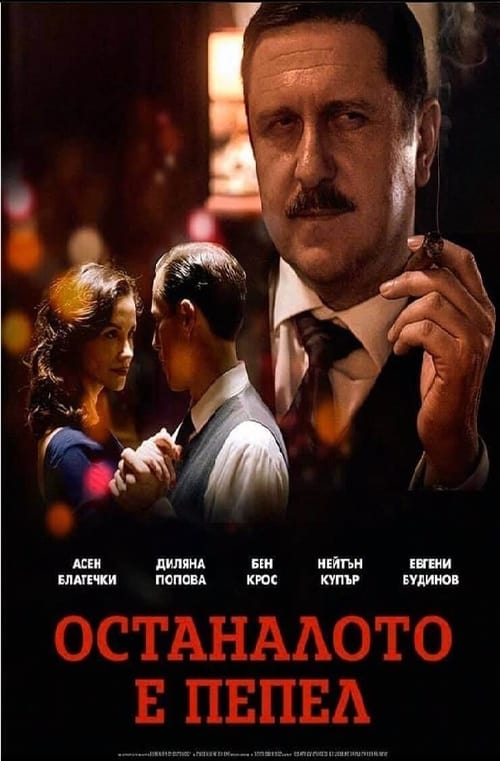 АСЕН ДИЛЯНА БЕН НЕЙТЪН ЕВГЕНИ
БЛАТЕЧКИ ПОПОВА КРОС КУПЪР БУДИНОВ
ОСТАНАЛОТО
Е ПЕПЕЛ